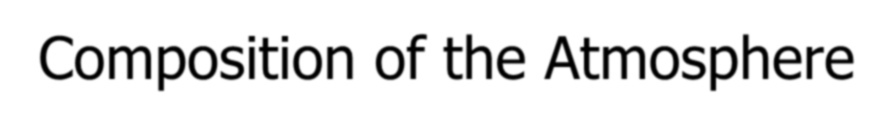 Composition of the Atmosphere